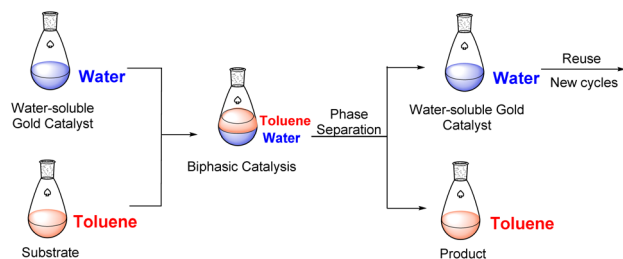 Water
Water-soluble
Gold Catalyst
Toluene
Substrate
Toluene
Water
Biphasic Catalysis
Phase
Separation
Water
Water-soluble Gold
Catalyst
Reuse
New cycles
Toluene
Product